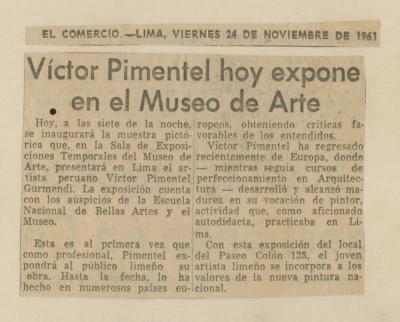 EL COMERCIO.—LIMA, VIERNES 24 DE NOVIEMBRE DE 1961
Víctor Pimentel hoy expone
en el Museo de Arte
Hoy, a las siete de la noche,
se inaugurará la muestra pictó-
rica que, en la Sala de Exposi-
ciones Temporales del Museo de
Arte, presentará en Lima el ar-
tista peruano Víctor Pimentel
Gurmendi. La exposición cuenta
con los auspicios de la Escuela
Nacional de Bellas Artes y el
Museo.
Esta es al primera vez que
como profesional, Pimentel ex-
pondrá al público limeño su
obra. Hasta la fecha, lo ha
hecho en numerosos países eu-
ropeos, obteniendo críticas fa-
vorables de los entendidos.
Víctor Pimentel ha regresado
recientemente de Europa, donde
— mientras seguía cursos de
perfeccionamiento en Arquitec-
tura — desarrolló y alcanzó ma-
durez en su vocación de pintor,
actividad que, como aficionado
autodidacta, practicaba en Li-
ma.
Con esta exposición del local
del Paseo Colón 125, el joven
artista limeño se incorpora a los
valores de la nueva pintura na-
cional.